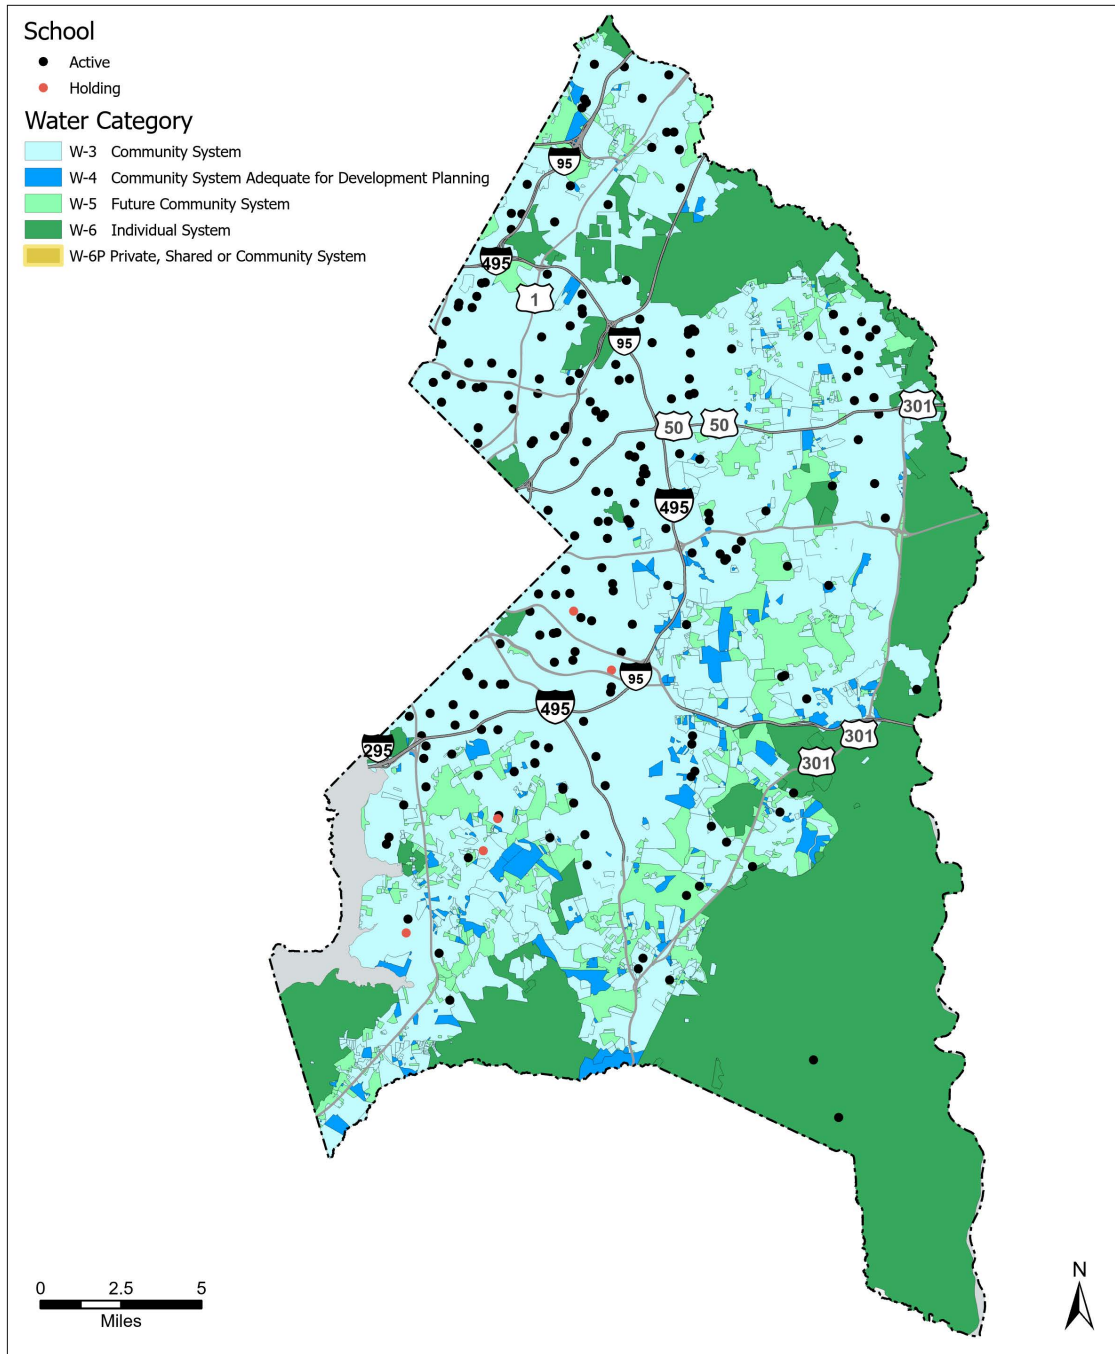 School
Active
Holding
Water Category
W-3 Community System
W-4 Community System Adequate for Development Planning
W-5 Future Community System
W-6 Individual System
W-6P Private, Shared or Community System
95
495
1
95
301
50 50
495
95
495
295
301
301
0 2.5 5
Miles
N